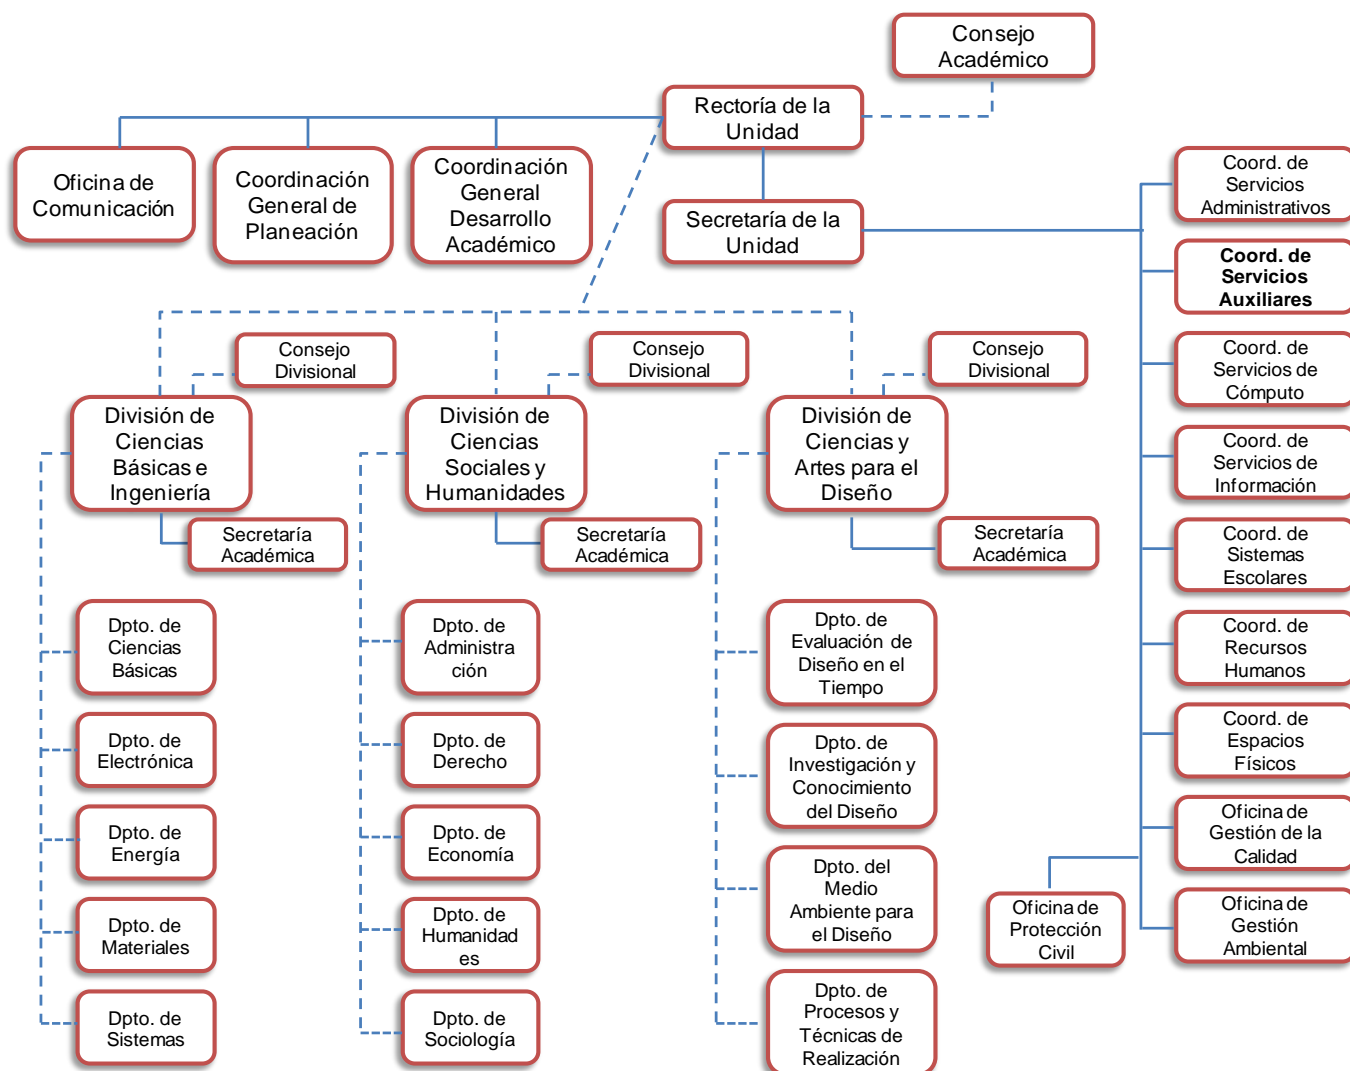 Consejo
Académico
Rectoría de la
Unidad
Oficina de
Comunicación
Coordinación
General de
Planeación
Coordinación
General
Desarrollo
Académico
Secretaría de la
Unidad
Coord. de
Servicios
Administrativos
Coord. de
Servicios
Auxiliares
Coord. de
Servicios de
Cómputo
Coord. de
Servicios de
Información
Coord. de
Sistemas
Escolares
Coord. de
Recursos
Humanos
Coord. de
Espacios
Físicos
Oficina de
Gestión de la
Calidad
Oficina de
Gestión
Ambiental
Oficina de
Protección
Civil
Consejo
Divisional
División de
Ciencias
Básicas e
Ingeniería
Secretaría
Académica
Dpto. de
Ciencias
Básicas
Dpto. de
Electrónica
Dpto. de
Energía
Dpto. de
Materiales
Dpto. de
Sistemas
Consejo
Divisional
División de
Ciencias
Sociales y
Humanidades
Secretaría
Académica
Dpto. de
Administra
ción
Dpto. de
Derecho
Dpto. de
Economía
Dpto. de
Humanidad
es
Dpto. de
Sociología
Consejo
Divisional
División de
Ciencias y
Artes para el
Diseño
Secretaría
Académica
Dpto. de
Evaluación de
Diseño en el
Tiempo
Dpto. de
Investigación y
Conocimiento
del Diseño
Dpto. del
Medio
Ambiente para
el Diseño
Dpto. de
Procesos y
Técnicas de
Realización